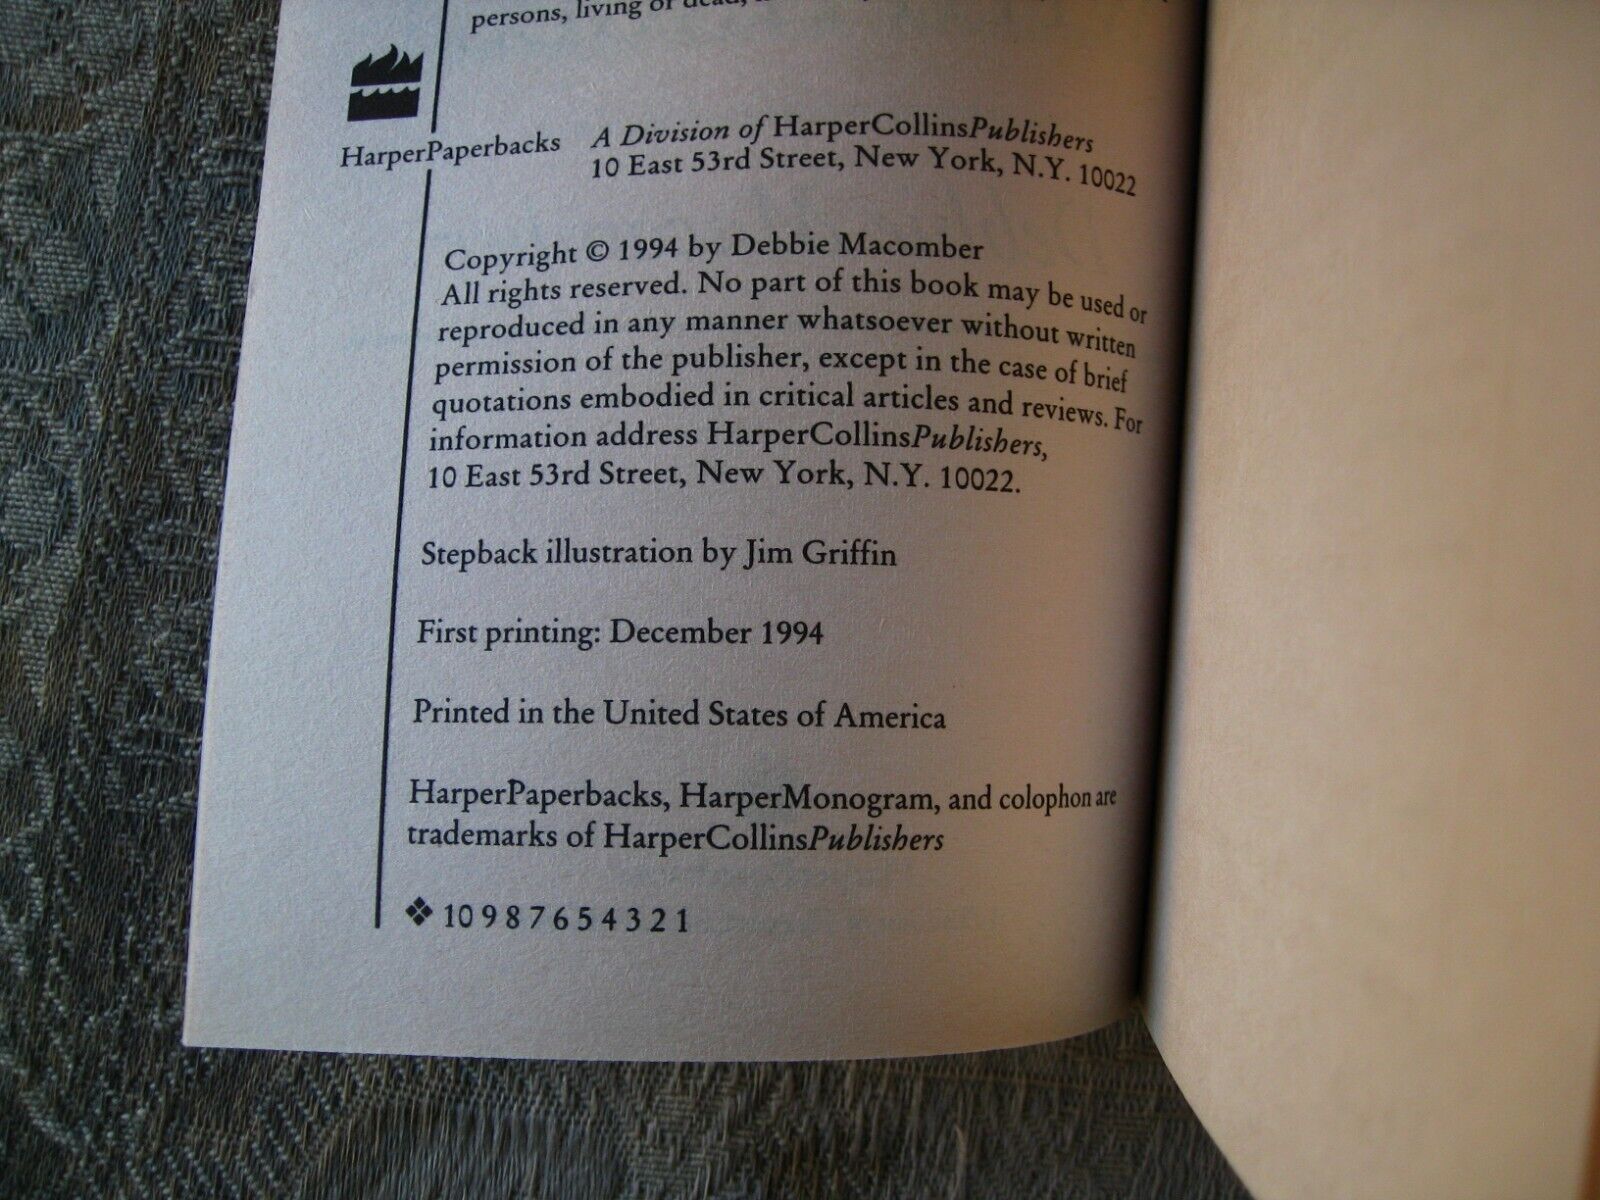 persons, living or dead,
HarperPaperbacks
A Division of HarperCollinsPublishers
10 East 53rd Street, New York, N.Y. 10022
Copyright © 1994 by Debbie Macomber
All rights reserved. No part of this book may be used or
reproduced in any manner whatsoever without written
permission of the publisher, except in the case of brief
quotations embodied in critical articles and reviews. For
information address HarperCollinsPublishers,
10 East 53rd Street, New York, N.Y. 10022.
Stepback illustration by Jim Griffin
First printing: December 1994
Printed in the United States of America
HarperPaperbacks, HarperMonogram, and colophon are
trademarks of HarperCollinsPublishers
❖ 10 9 8 7 6 5 4 3 2 1